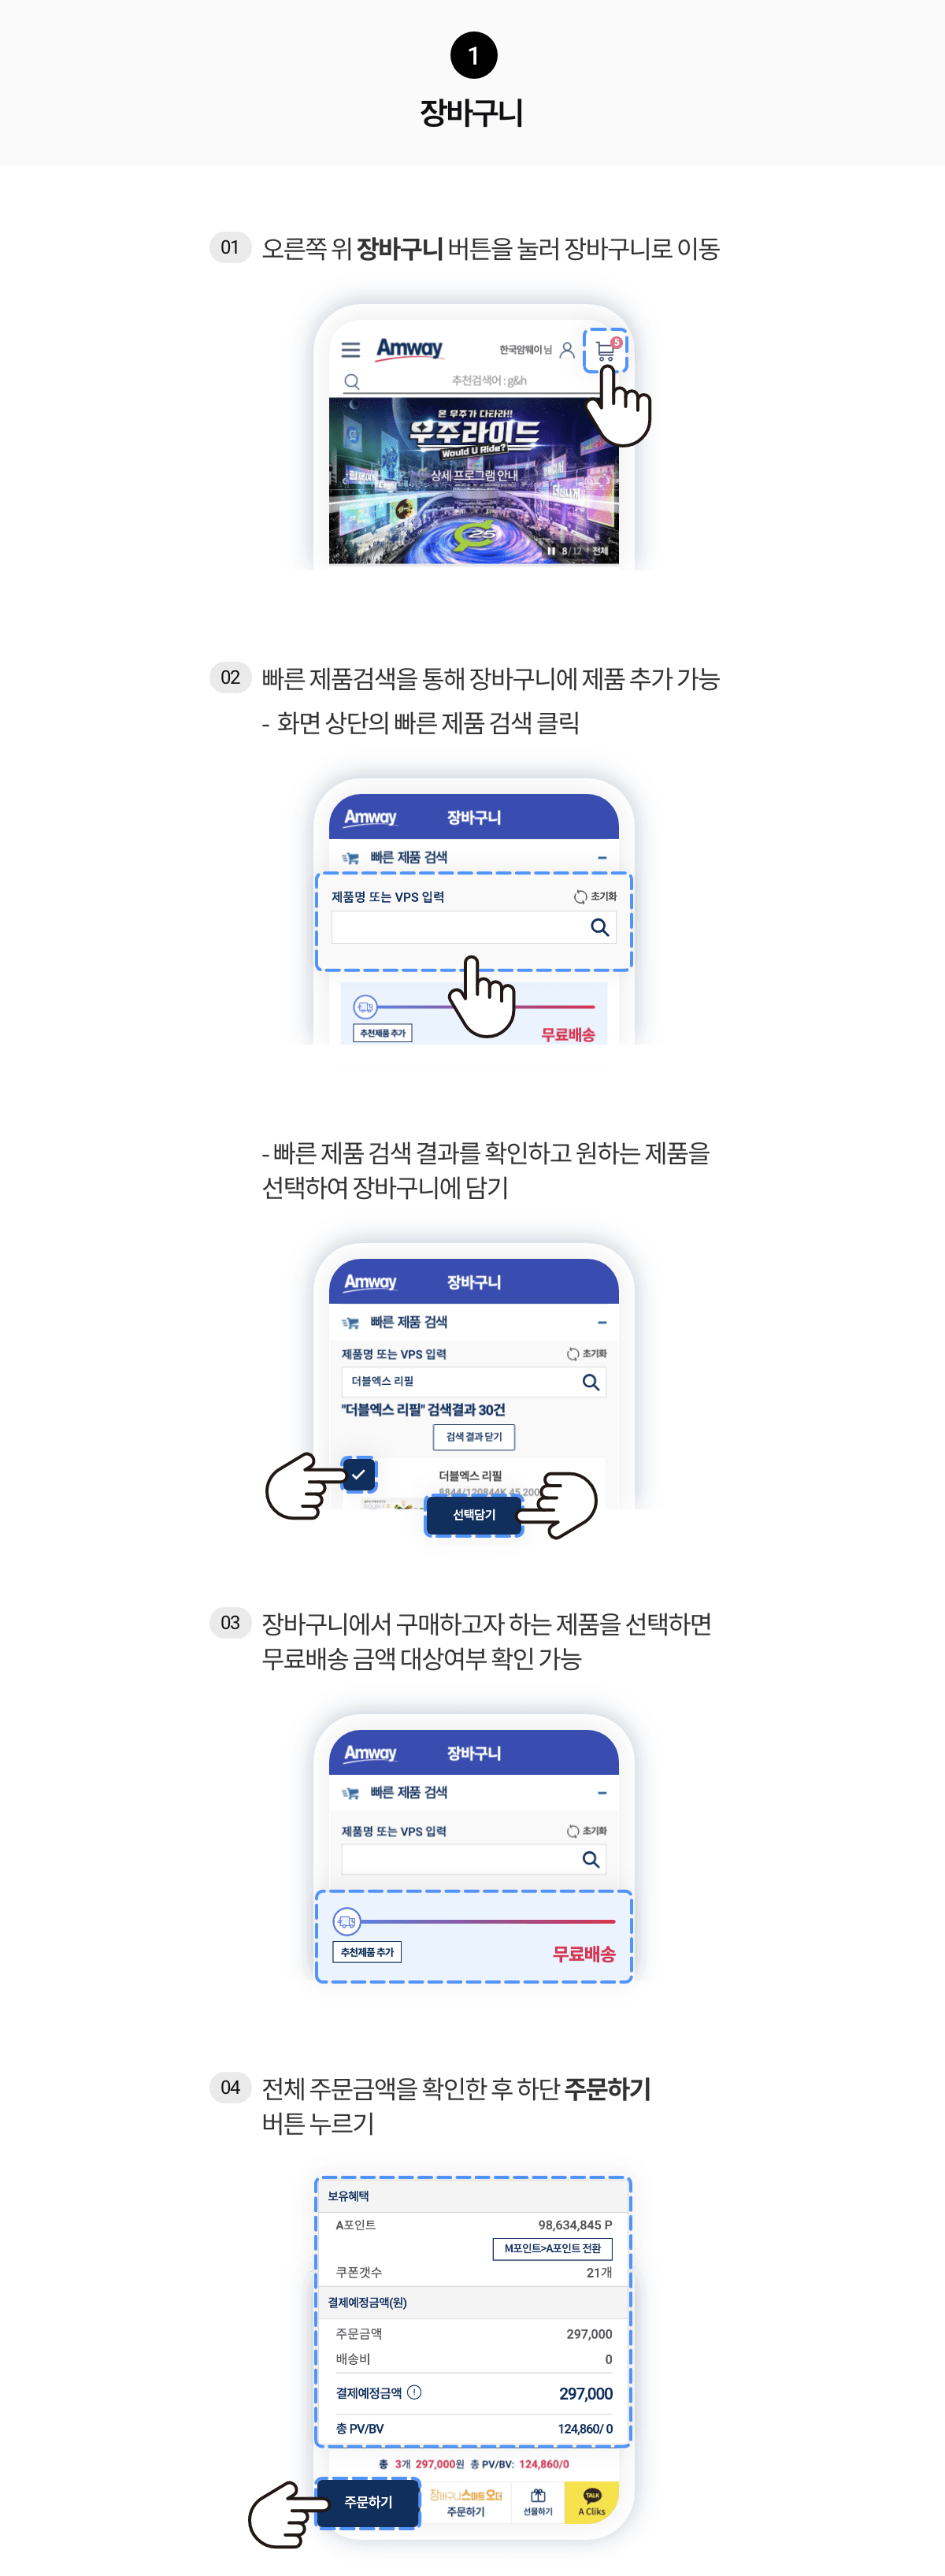 1
장바구니
01 오른쪽 위 장바구니 버튼을 눌러 장바구니로 이동
Amway 한국암웨이 님 5
추천검색어 : g&h
온 우주가 다타라!!
우주라이드
Would U Ride?
상세 프로그램 안내
25
8/12 전체
02 빠른 제품검색을 통해 장바구니에 제품 추가 가능
- 화면 상단의 빠른 제품 검색 클릭
Amway 장바구니
빠른 제품 검색
제품명 또는 VPS 입력 초기화
추천제품 추가 무료배송
- 빠른 제품 검색 결과를 확인하고 원하는 제품을
선택하여 장바구니에 담기
Amway 장바구니
빠른 제품 검색
제품명 또는 VPS 입력 초기화
더블엑스 리필
"더블엑스 리필" 검색결과 30건
검색 결과 닫기
더블엑스 리필
8844/120844K 45,200
선택담기
03 장바구니에서 구매하고자 하는 제품을 선택하면
무료배송 금액 대상여부 확인 가능
Amway 장바구니
빠른 제품 검색
제품명 또는 VPS 입력 초기화
추천제품 추가 무료배송
04 전체 주문금액을 확인한 후 하단 주문하기
버튼 누르기
보유혜택
A포인트 98,634,845 P
M포인트>A포인트 전환
쿠폰갯수 21개
결제예정금액(원)
주문금액 297,000
배송비 0
결제예정금액 297,000
총 PV/BV 124,860/ 0
총 3개 297,000원 총 PV/BV: 124,860/0
주문하기 장바구니스마트오더 주문하기 선물하기 TALK A Cliks